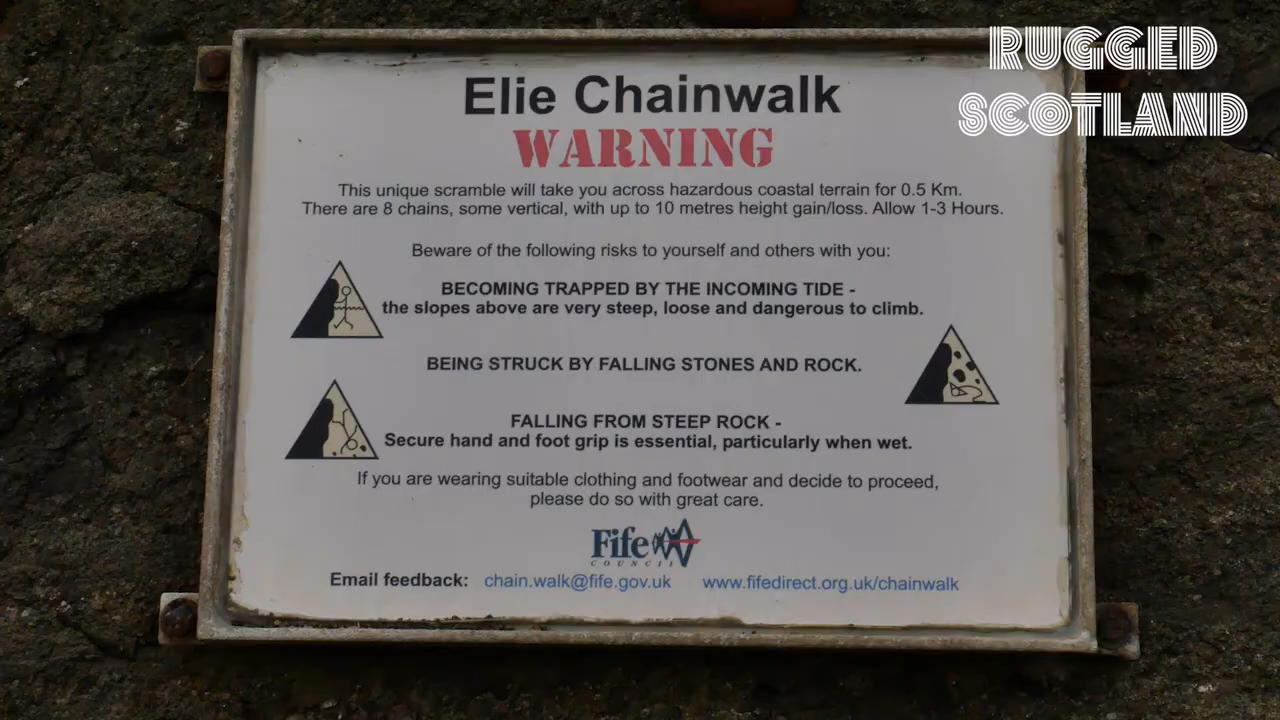 RUGGED
SCOTLAND
Elie Chainwalk
WARNING
This unique scramble will take you across hazardous coastal terrain for 0.5 Km.
There are 8 chains, some vertical, with up to 10 metres height gain/loss. Allow 1-3 Hours.
Beware of the following risks to yourself and others with you:
BECOMING TRAPPED BY THE INCOMING TIDE -
the slopes above are very steep, loose and dangerous to climb.
BEING STRUCK BY FALLING STONES AND ROCK.
FALLING FROM STEEP ROCK -
Secure hand and foot grip is essential, particularly when wet.
If you are wearing suitable clothing and footwear and decide to proceed,
please do so with great care.
Fife
COUNCIL
Email feedback: chain.walk@fife.gov.uk www.fifedirect.org.uk/chainwalk